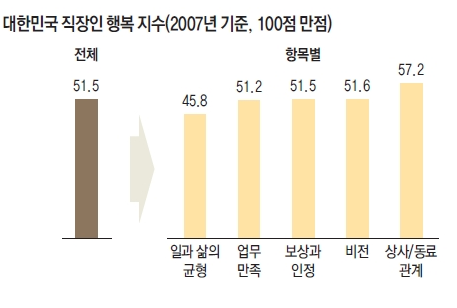 대한민국 직장인 행복 지수(2007년 기준, 100점 만점)
전체
항목별
51.5
45.8
51.2
51.5
51.6
57.2
일과 삶의
균형
업무
만족
보상과
인정
비전
상사/동료
관계